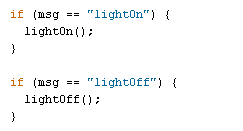 if (msg == "lightOn") {
  lightOn();
}

if (msg == "lightOff") {
  lightOff();
}